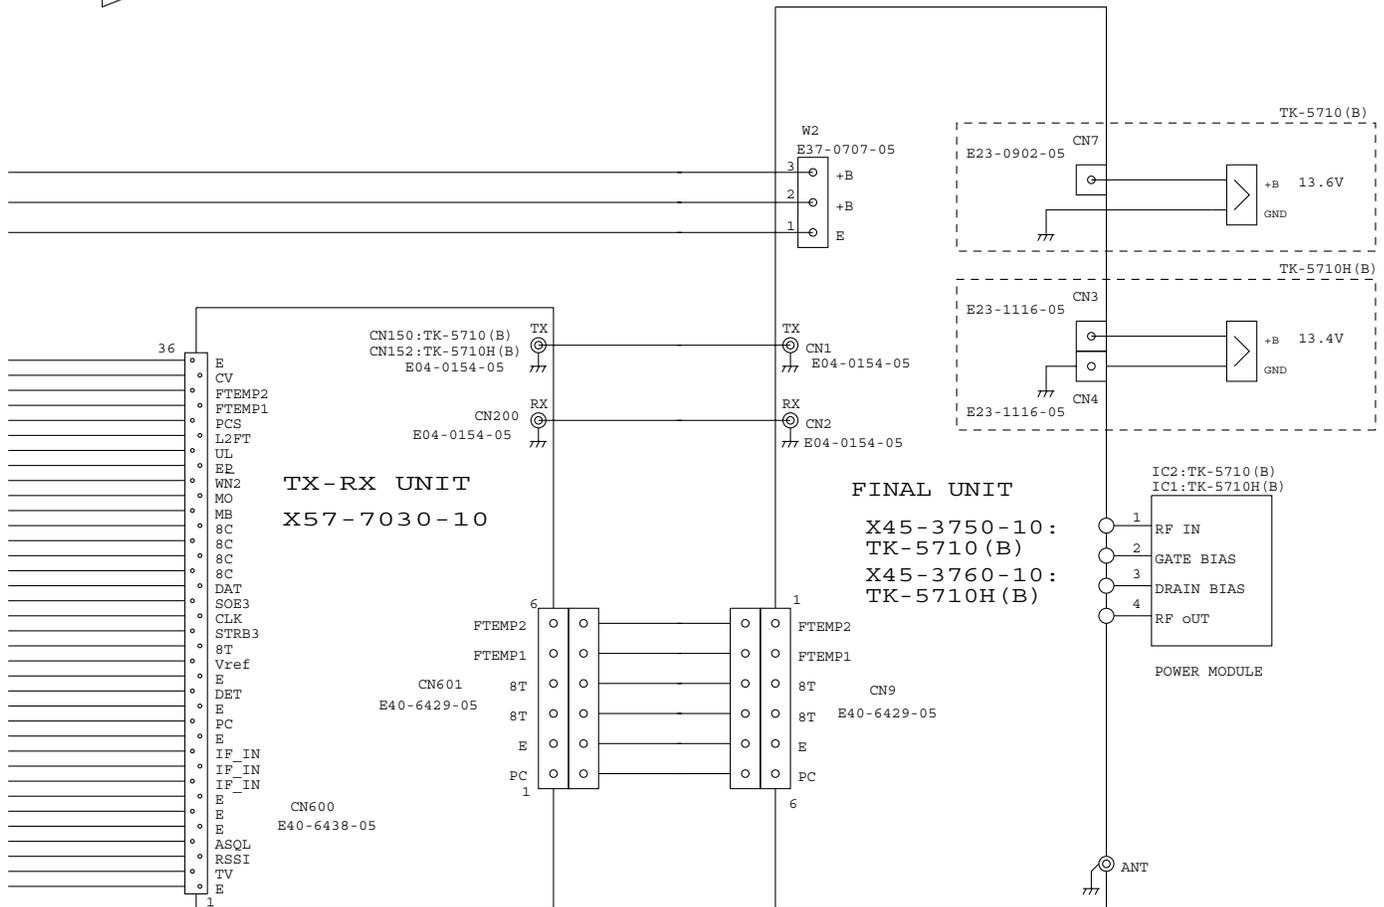 TK-5710(B)
W2
E37-0707-05
3
+B
2
+B
1
E
CN7
E23-0902-05
+B 13.6V
GND
TK-5710H(B)
CN3
E23-1116-05
+B 13.4V
GND
CN4
E23-1116-05
TX
CN150:TK-5710(B)
CN152:TK-5710H(B)
E04-0154-05
TX
CN1
E04-0154-05
RX
CN200
E04-0154-05
RX
CN2
E04-0154-05
36
E
CV
FTEMP2
FTEMP1
PCS
L2FT
UL
EP
WN2
MO
MB
8C
8C
8C
8C
DAT
SOE3
CLK
STRB3
8T
Vref
E
DET
E
PC
E
IF_IN
IF_IN
IF_IN
E
E
E
ASQL
RSSI
TV
E
1
CN600
E40-6438-05
TX-RX UNIT
X57-7030-10
6
FTEMP2
FTEMP1
8T
8T
E
PC
1
CN601
E40-6429-05
1
FTEMP2
FTEMP1
8T
8T
E
PC
6
CN9
E40-6429-05
FINAL UNIT
X45-3750-10:
TK-5710(B)
X45-3760-10:
TK-5710H(B)
IC2:TK-5710(B)
IC1:TK-5710H(B)
1
RF IN
2
GATE BIAS
3
DRAIN BIAS
4
RF oUT
POWER MODULE
ANT